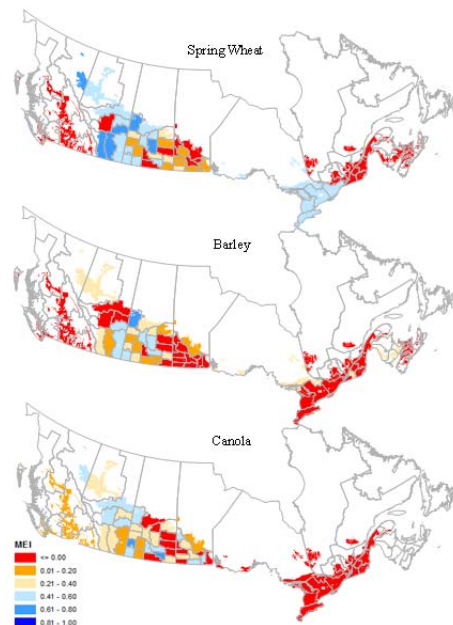 Spring Wheat
Barley
Canola
MEI
<= 0.00
0.01 - 0.20
0.21 - 0.40
0.41 - 0.60
0.61 - 0.80
0.81 - 1.00